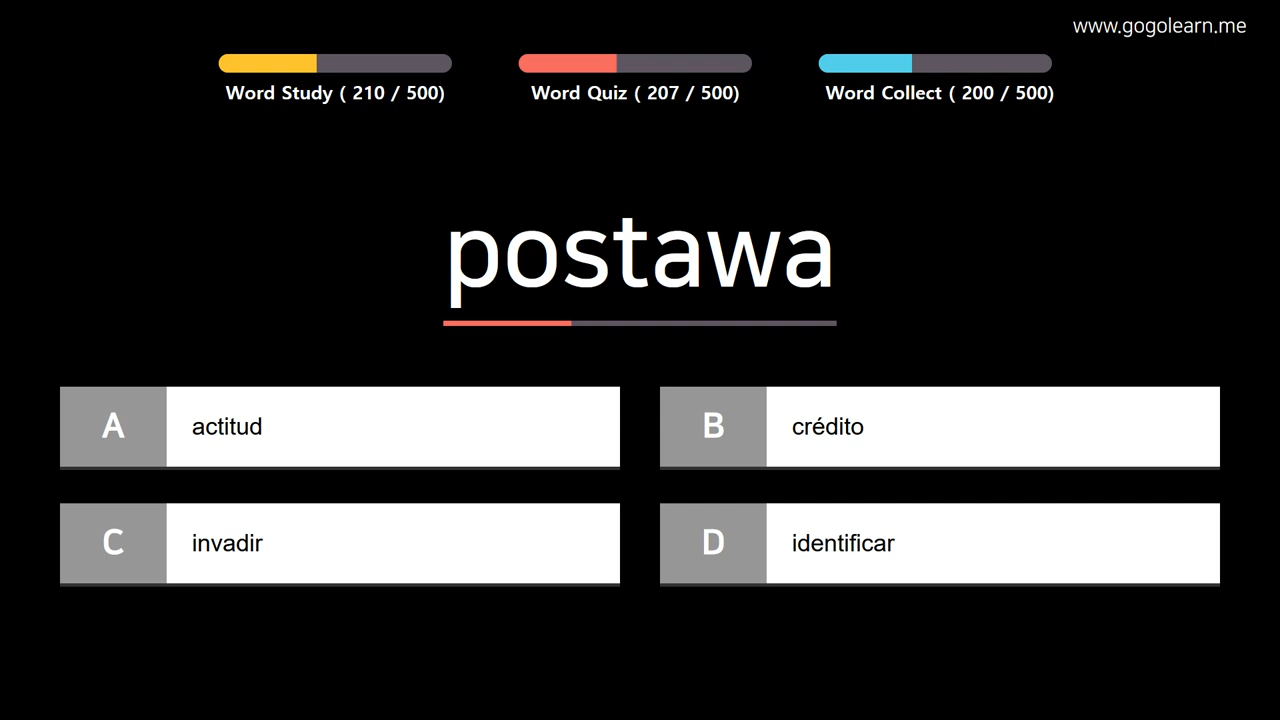 www.gogolearn.me
Word Study ( 210 / 500)
Word Quiz ( 207 / 500)
Word Collect ( 200 / 500)
postawa
A
actitud
B
crédito
C
invadir
D
identificar